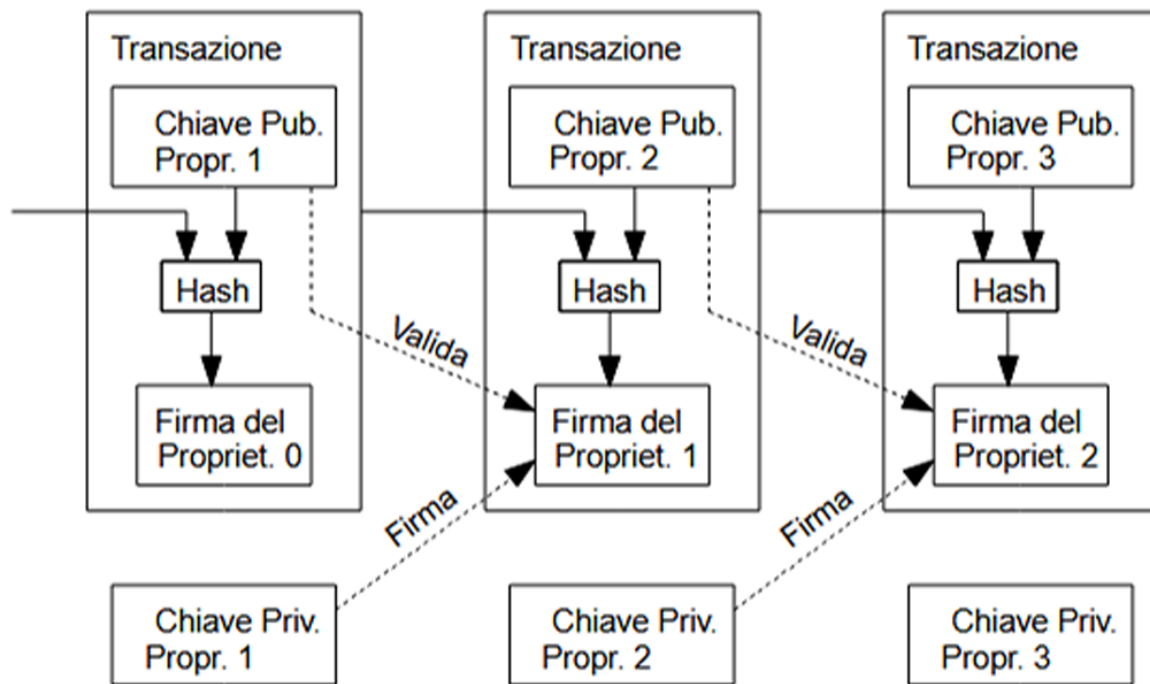 Transazione
Chiave Pub.
Propr. 1
Hash
Firma del
Propriet. 0
Transazione
Chiave Pub.
Propr. 2
Hash
Valida
Firma del
Propriet. 1
Transazione
Chiave Pub.
Propr. 3
Hash
Valida
Firma del
Propriet. 2
Firma
Firma
Chiave Priv.
Propr. 1
Chiave Priv.
Propr. 2
Chiave Priv.
Propr. 3